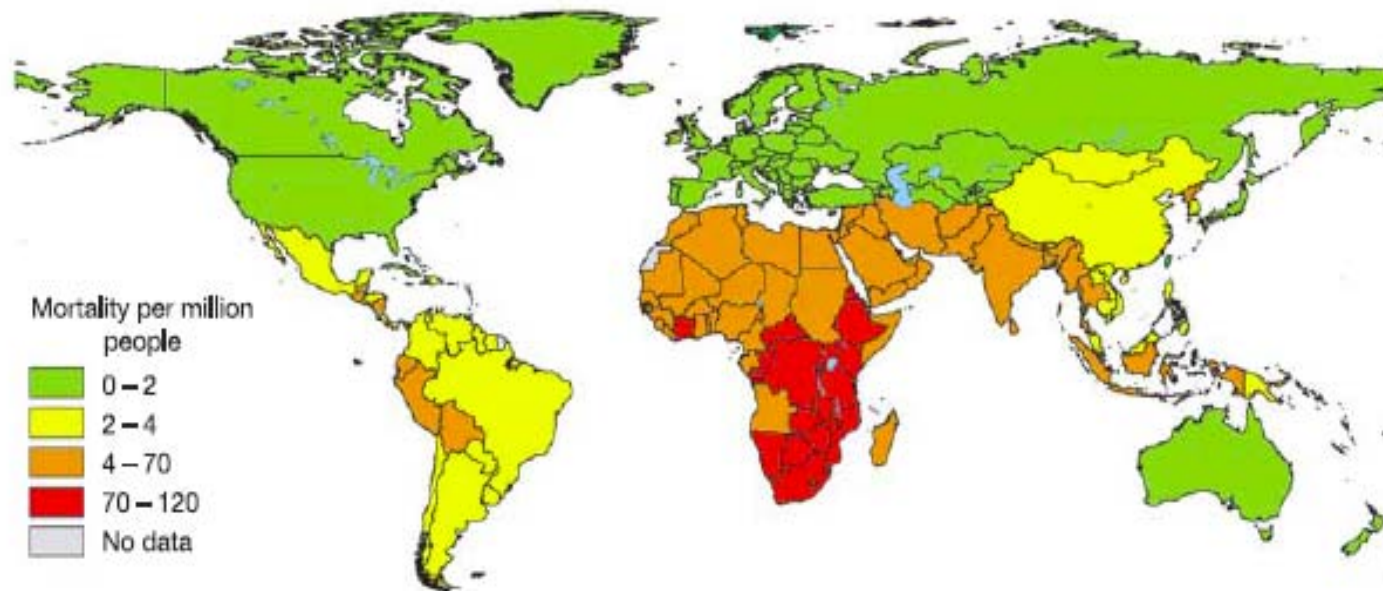 Mortality per million
people
0–2
2–4
4–70
70–120
No data